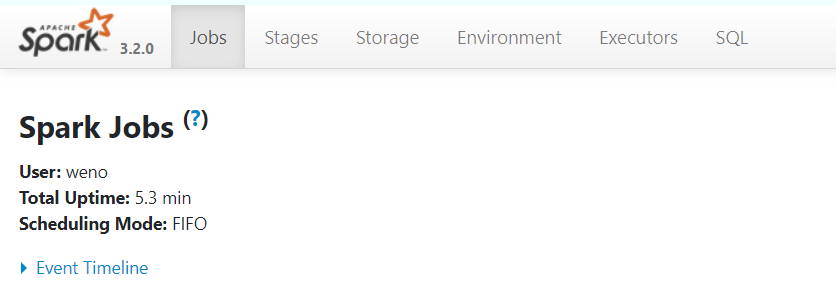 APACHE
Spark 3.2.0 Jobs Stages Storage Environment Executors SQL
Spark Jobs (?)
User: weno
Total Uptime: 5.3 min
Scheduling Mode: FIFO
Event Timeline